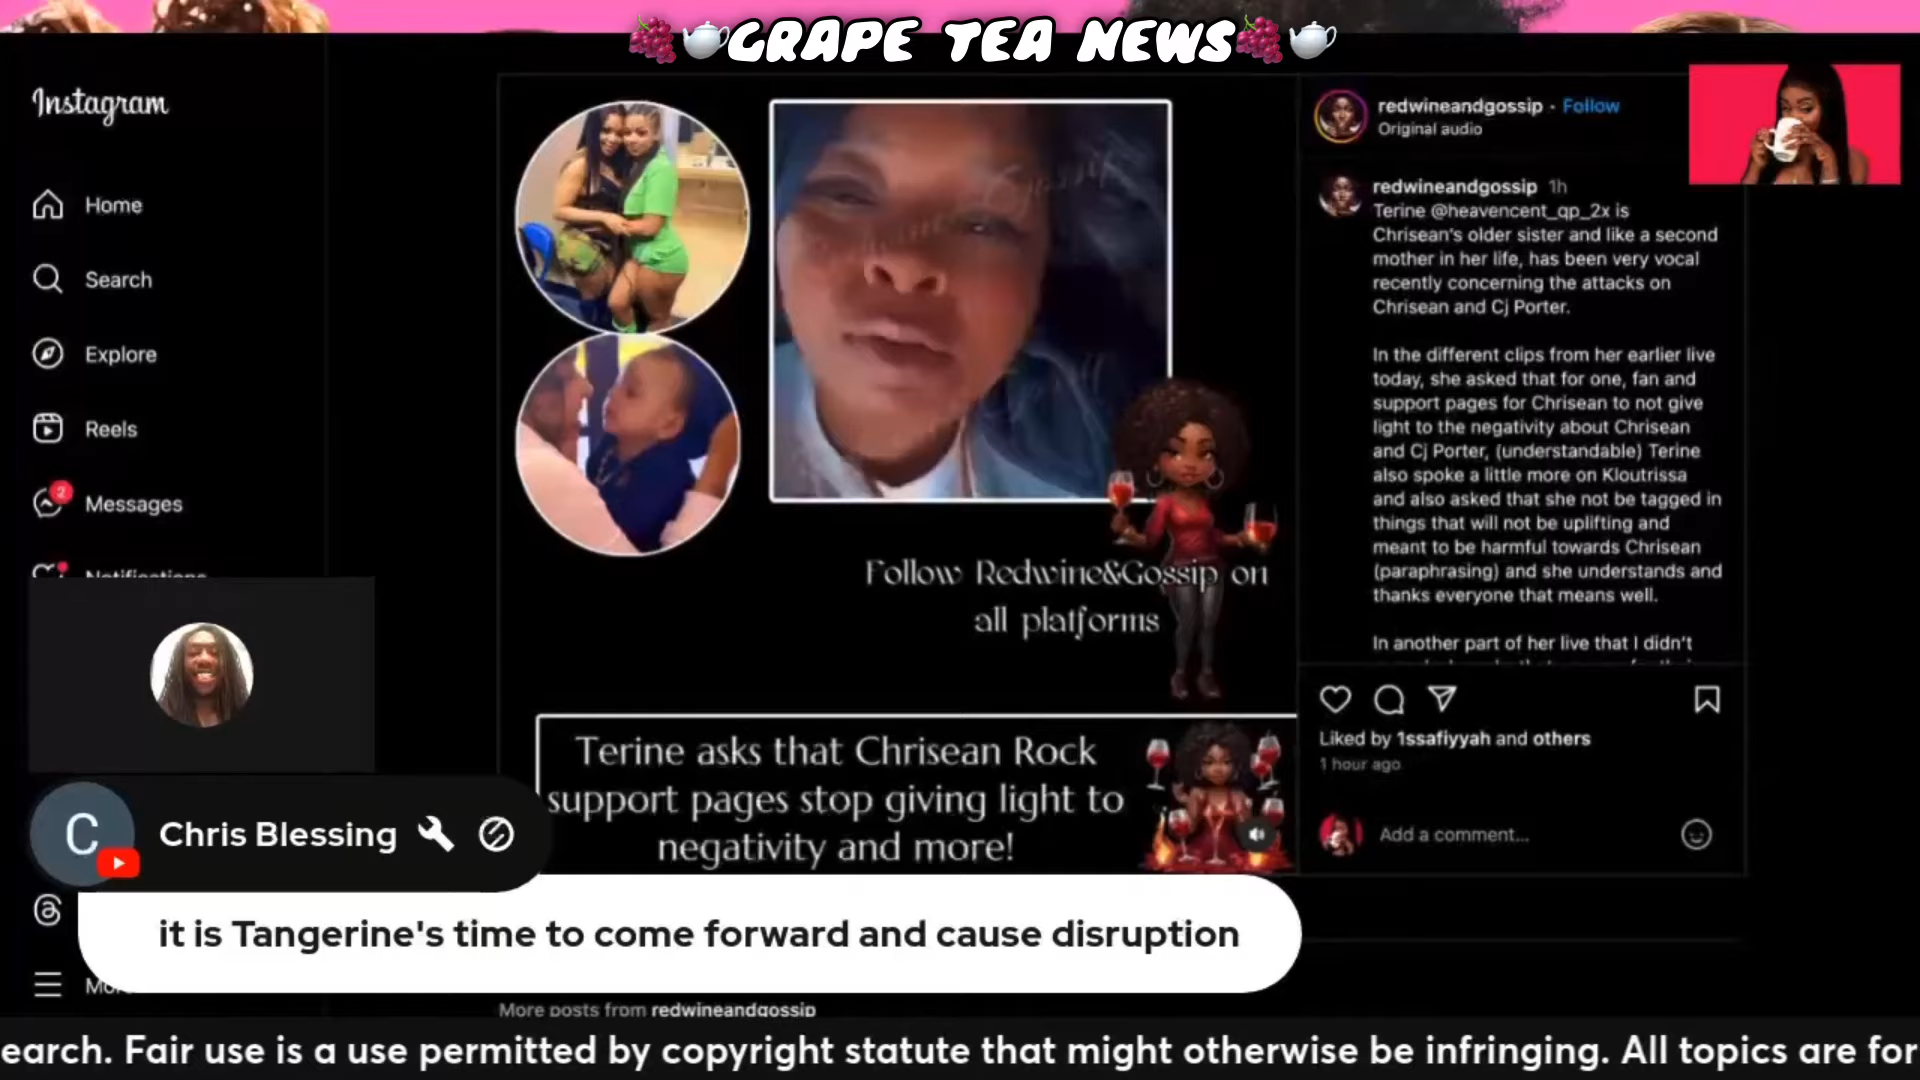 GRAPE TEA NEWS
Instagram
Home
Search
Explore
Reels
2
Messages
Notifications
redwineandgossip · Follow
Original audio
redwineandgossip 1h
Terine @heavencent_qp_2x is
Chrisean's older sister and like a second
mother in her life, has been very vocal
recently concerning the attacks on
Chrisean and Cj Porter.
In the different clips from her earlier live
today, she asked that for one, fan and
support pages for Chrisean to not give
light to the negativity about Chrisean
and Cj Porter, (understandable) Terine
also spoke a little more on Kloutrissa
and also asked that she not be tagged in
things that will not be uplifting and
meant to be harmful towards Chrisean
(paraphrasing) and she understands and
thanks everyone that means well.
In another part of her live that I didn't
Follow Redwine&Gossip on
all platforms
Terine asks that Chrisean Rock
support pages stop giving light to
negativity and more!
Liked by 1ssafiyyah and others
1 hour ago
Add a comment...
C
Chris Blessing
it is Tangerine's time to come forward and cause disruption
More posts from redwineandgossip
earch. Fair use is a use permitted by copyright statute that might otherwise be infringing. All topics are for